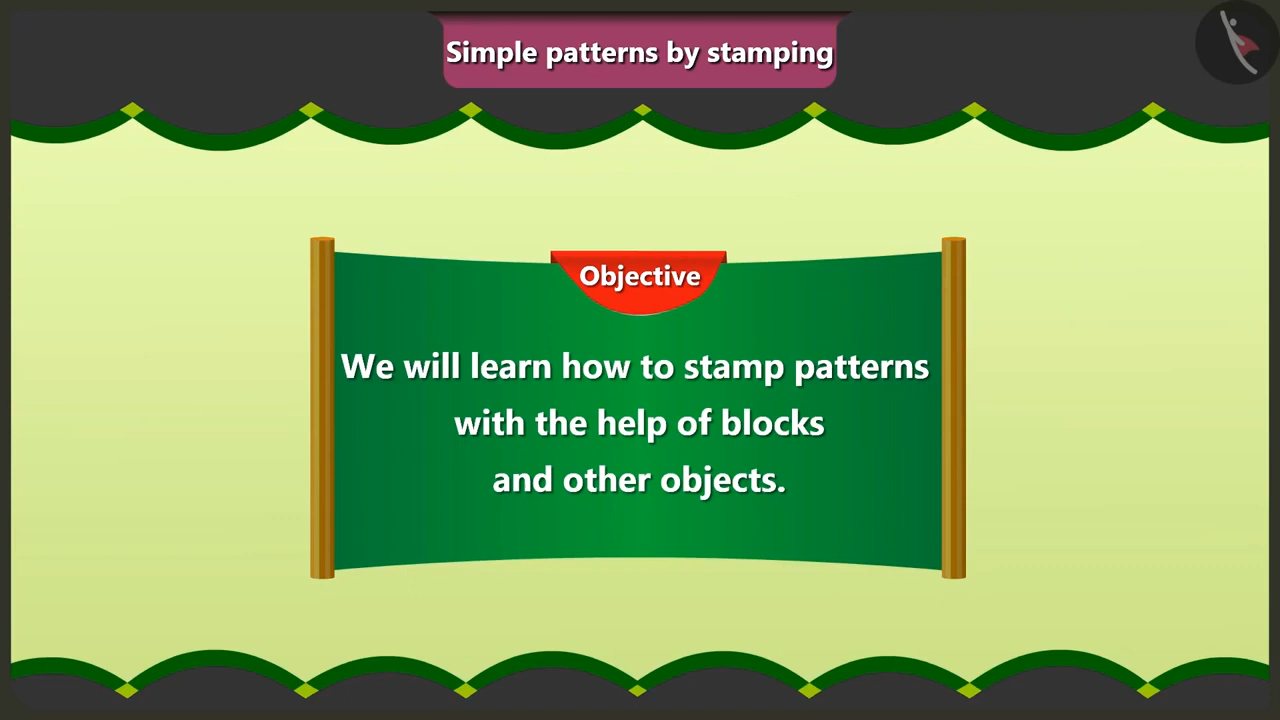 Simple patterns by stamping
Objective
We will learn how to stamp patterns
with the help of blocks
and other objects.